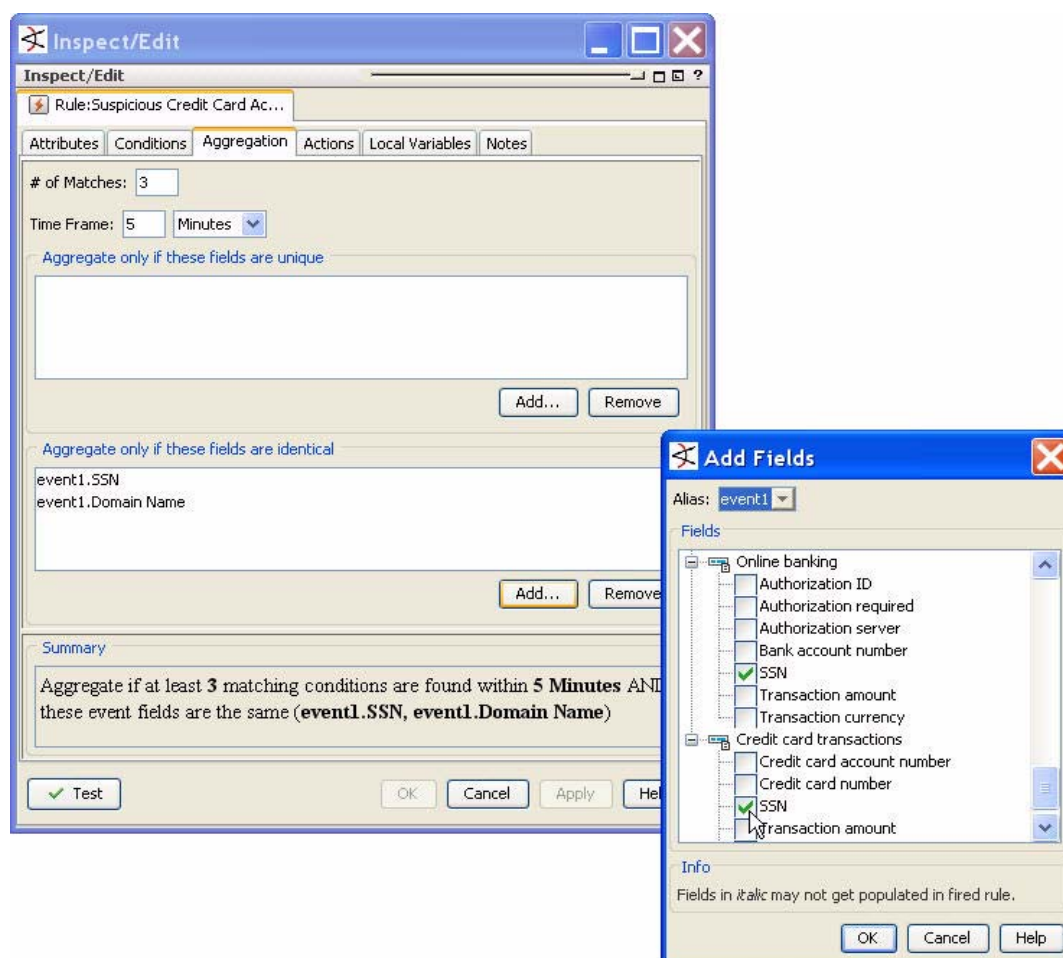 Inspect/Edit
Inspect/Edit
?
Rule:Suspicious Credit Card Ac...
Attributes Conditions Aggregation Actions Local Variables Notes
# of Matches: 3
Time Frame: 5 Minutes
Aggregate only if these fields are unique
Add... Remove
Aggregate only if these fields are identical
event1.SSN
event1.Domain Name
Add... Remove
Summary
Aggregate if at least 3 matching conditions are found within 5 Minutes AND
these event fields are the same (event1.SSN, event1.Domain Name)
Test OK Cancel Apply Hel
Add Fields
Alias: event1
Fields
Online banking
Authorization ID
Authorization required
Authorization server
Bank account number
SSN
Transaction amount
Transaction currency
Credit card transactions
Credit card account number
Credit card number
SSN
Transaction amount
Info
Fields in italic may not get populated in fired rule.
OK Cancel Help